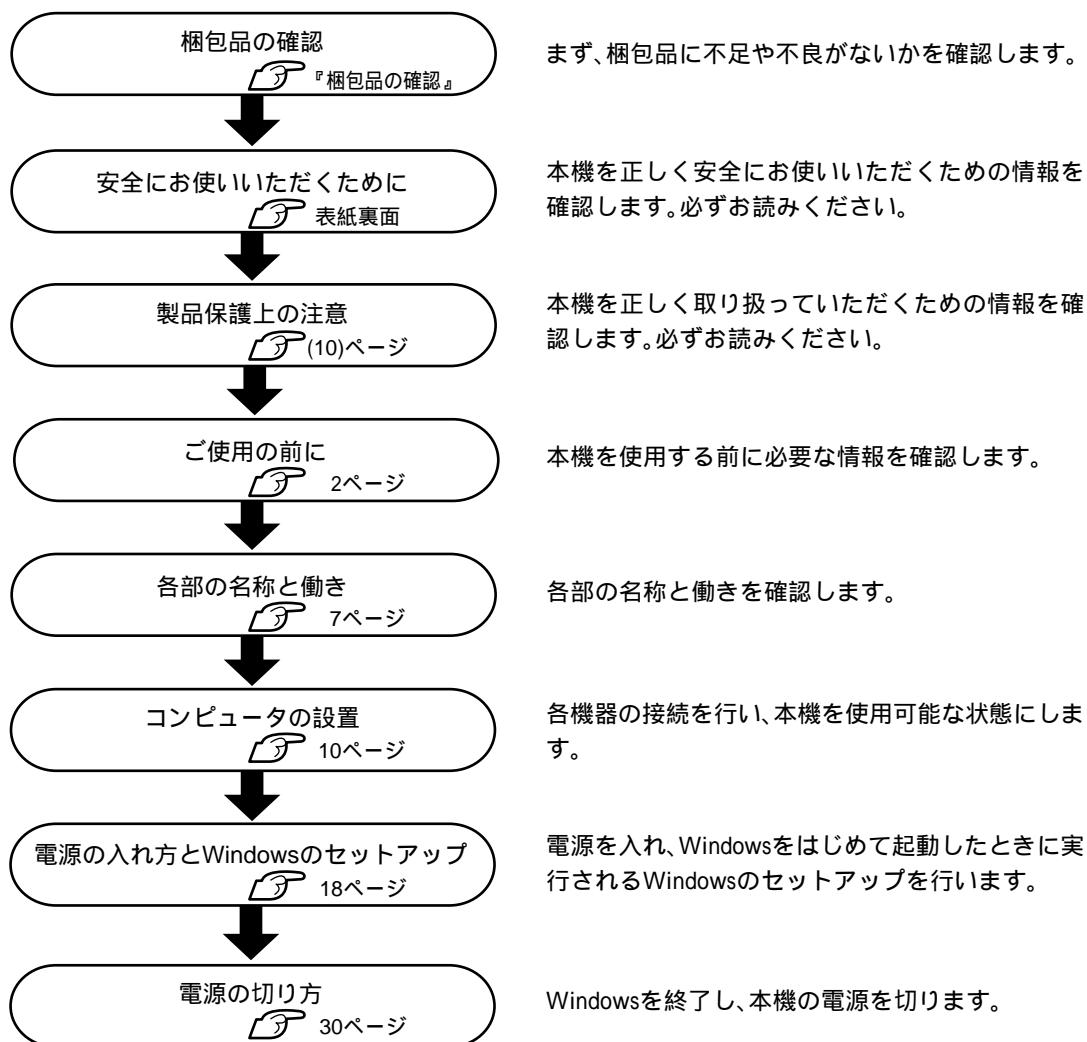 梱包品の確認
『梱包品の確認』
まず、梱包品に不足や不良がないかを確認します。
安全にお使いいただくために
表紙裏面
本機を正しく安全にお使いいただくための情報を
確認します。必ずお読みください。
製品保護上の注意
(10)ページ
本機を正しく取り扱っていただくための情報を確
認します。必ずお読みください。
ご使用の前に
2ページ
本機を使用する前に必要な情報を確認します。
各部の名称と働き
7ページ
各部の名称と働きを確認します。
コンピュータの設置
10ページ
各機器の接続を行い、本機を使用可能な状態にしま
す。
電源の入れ方とWindowsのセットアップ
18ページ
電源を入れ、Windowsをはじめて起動したときに実
行されるWindowsのセットアップを行います。
電源の切り方
30ページ
Windowsを終了し、本機の電源を切ります。